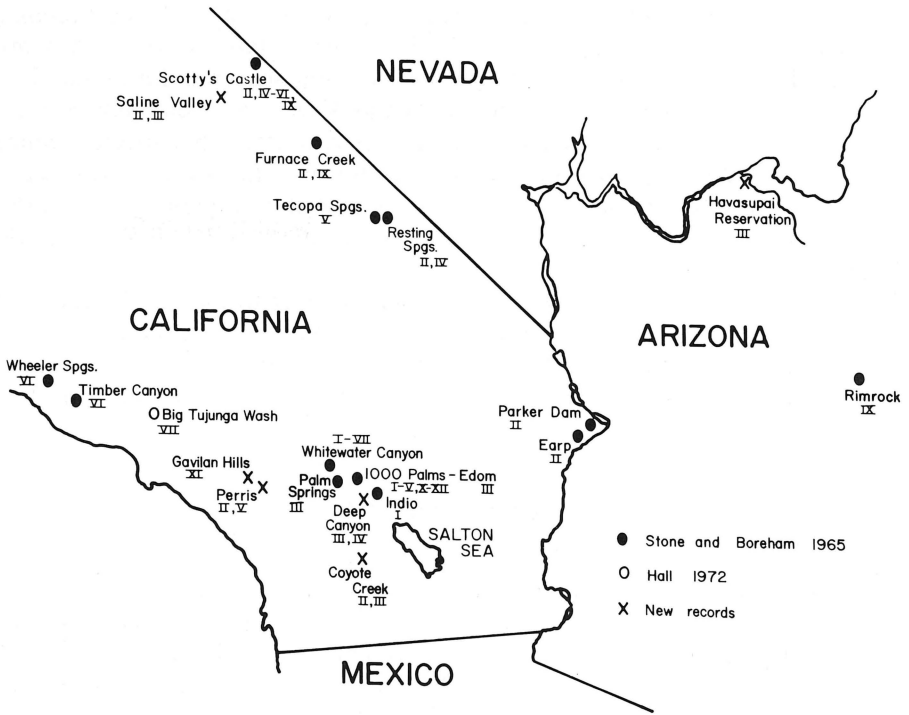 NEVADA
Scotty's Castle
II,IV-VI,
IX
Saline Valley
II,III
Furnace Creek
II,IX
Tecopa Spgs.
V
Resting
Spgs.
II,IV
Havasupai
Reservation
III
CALIFORNIA
ARIZONA
Wheeler Spgs.
VI
Timber Canyon
VI
Big Tujunga Wash
VII
Rimrock
IX
Parker Dam
II
Earp
II
I-VII
Whitewater Canyon
Gavilan Hills
XI
Perris
II,V
Palm
Springs
III
1000 Palms-Edom
I-V,X-XII III
Indio
I
Deep
Canyon
III,IV
SALTON
SEA
Coyote
Creek
II,III
Stone and Boreham 1965
Hall 1972
X New records
MEXICO